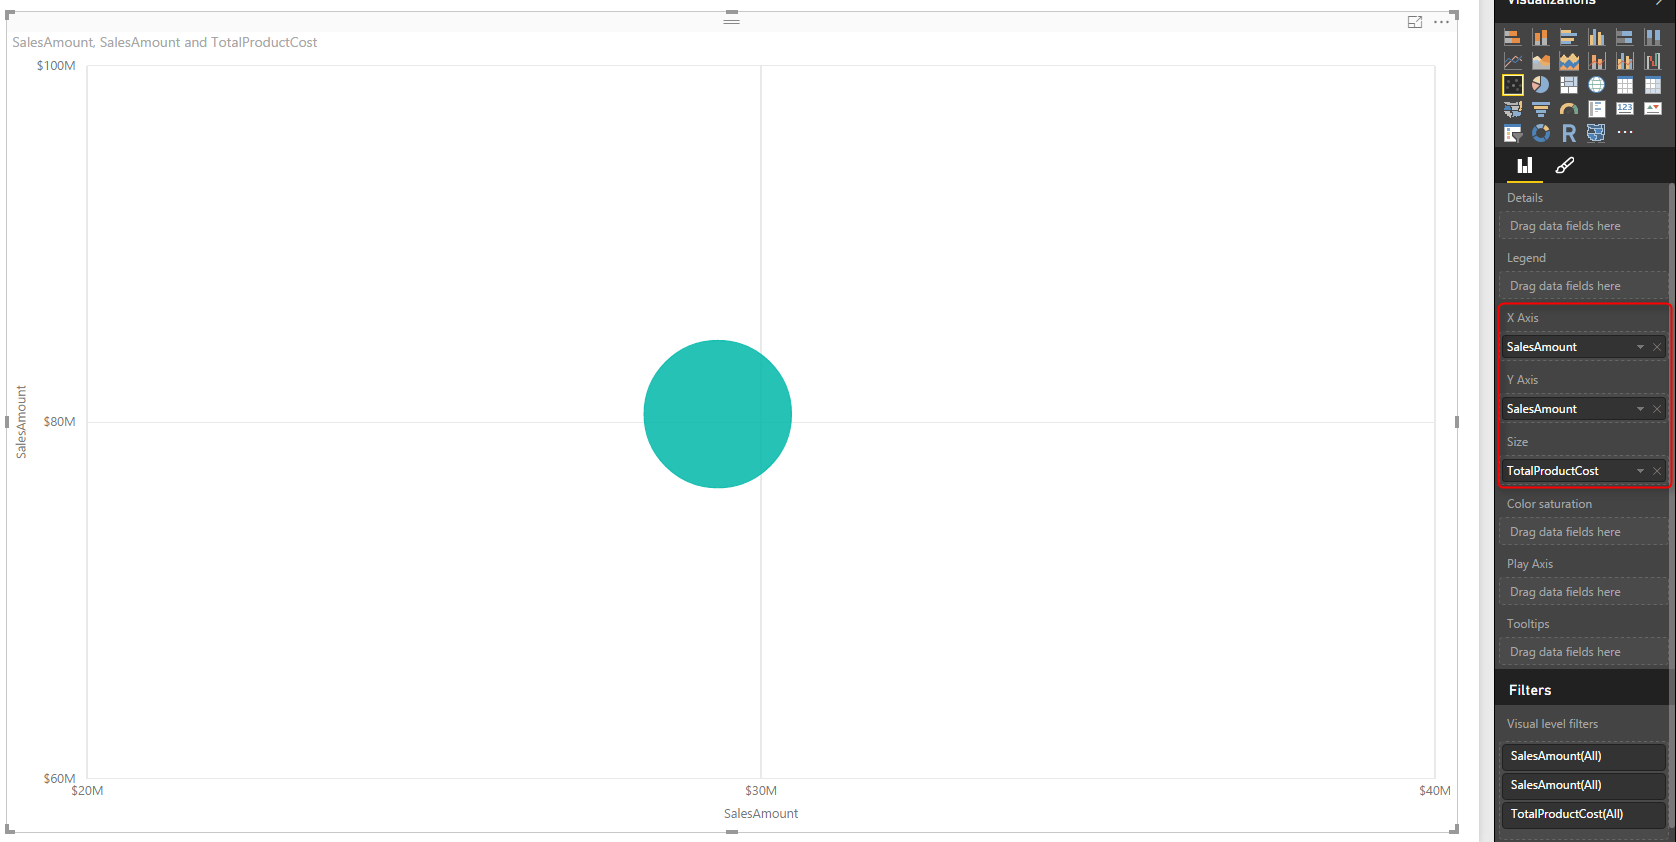 SalesAmount, SalesAmount and TotalProductCost
$100M
$80M
$60M
SalesAmount
$20M
$30M
$40M
SalesAmount
Visualizations
123
R
Details
Drag data fields here
Legend
Drag data fields here
X Axis
SalesAmount
Y Axis
SalesAmount
Size
TotalProductCost
Color saturation
Drag data fields here
Play Axis
Drag data fields here
Tooltips
Drag data fields here
Filters
Visual level filters
SalesAmount(All)
SalesAmount(All)
TotalProductCost(All)